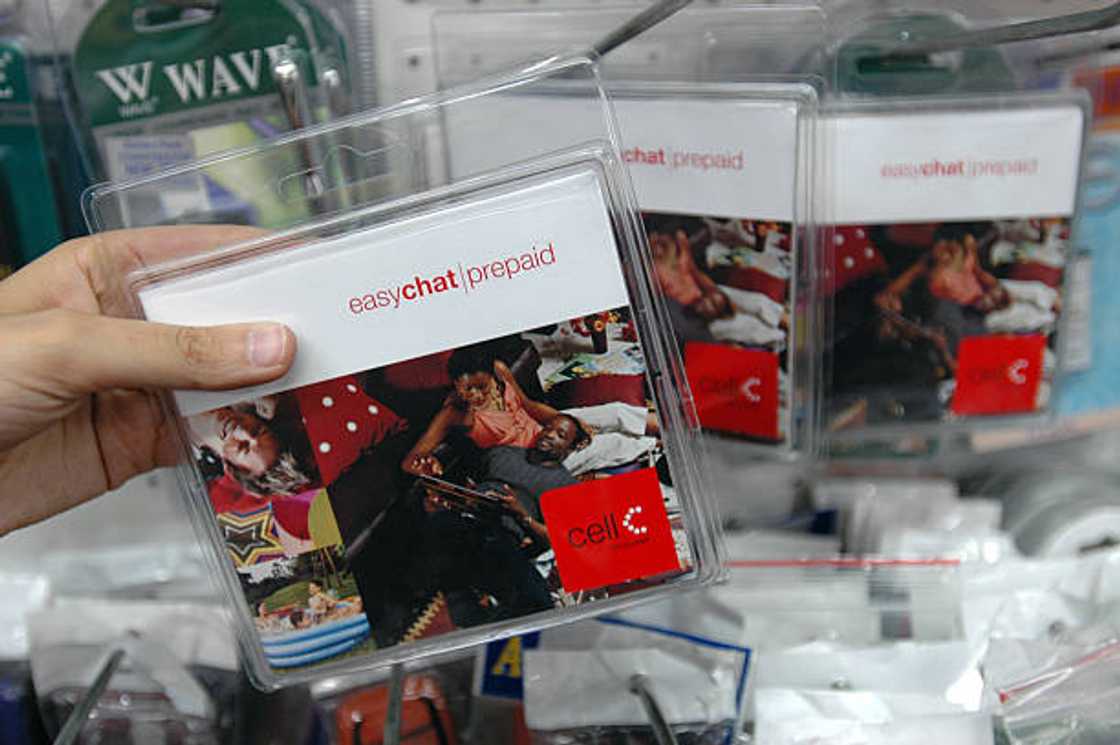 W WAVE
easychat|prepaid
cell C
chat|prepaid
cell C
easychat|prepaid
cell C
A